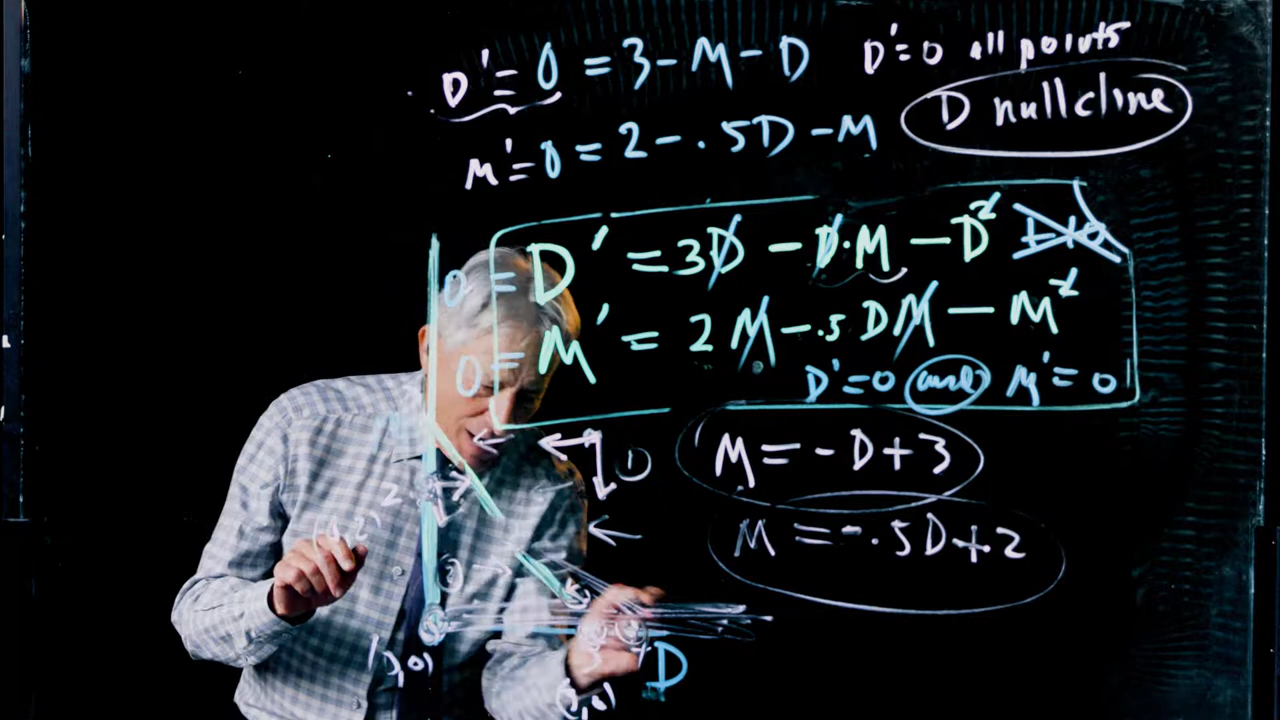 D' = 0 = 3 - M - D D' = 0 all points
D nullcline
M' = 0 = 2 - .5D - M
0 = D' = 3D - D·M - D²
0 = M' = 2M - .5DM - M²
D' = 0 and M' = 0
M = -D + 3
D
M = -.5D + 2
2
D